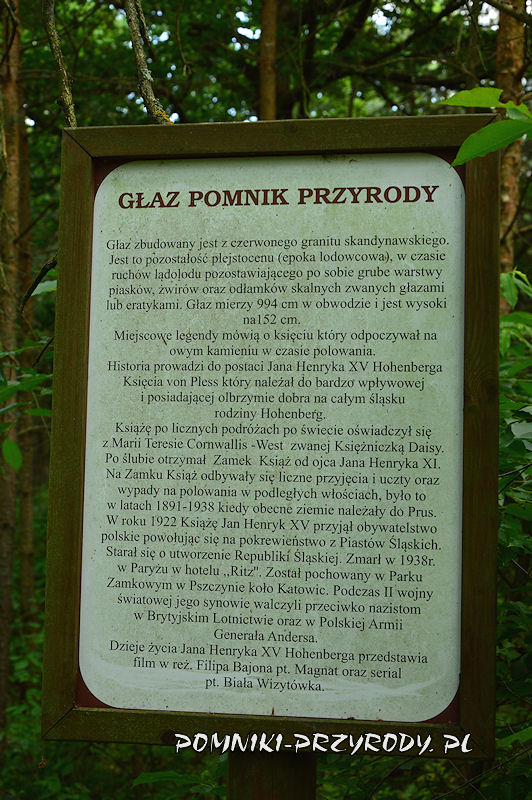 GŁAZ POMNIK PRZYRODY
Głaz zbudowany jest z czerwonego granitu skandynawskiego.
Jest to pozostałość plejstocenu (epoka lodowcowa), w czasie
ruchów lądolodu pozostawiającego po sobie grube warstwy
piasków, żwirów oraz odłamków skalnych zwanych głazami
lub eratykami. Głaz mierzy 994 cm w obwodzie i jest wysoki
na152 cm.
Miejscowe legendy mówią o księciu który odpoczywał na
owym kamieniu w czasie polowania.
Historia prowadzi do postaci Jana Henryka XV Hohenberga
Księcia von Pless który należał do bardzo wpływowej
i posiadającej olbrzymie dobra na całym śląsku
rodziny Hohenberg.
Książę po licznych podróżach po świecie oświadczył się
z Marii Teresie Cornwallis -West zwanej Księżniczką Daisy.
Po ślubie otrzymał Zamek Książ od ojca Jana Henryka XI.
Na Zamku Książ odbywały się liczne przyjęcia i uczty oraz
wypady na polowania w podległych włościach, było to
w latach 1891-1938 kiedy obecne ziemie należały do Prus.
W roku 1922 Książę Jan Henryk XV przyjął obywatelstwo
polskie powołując się na pokrewieństwo z Piastów Śląskich.
Starał się o utworzenie Republiki Śląskiej. Zmarł w 1938r.
w Paryżu w hotelu ,,Ritz". Został pochowany w Parku
Zamkowym w Pszczynie koło Katowic. Podczas II wojny
światowej jego synowie walczyli przeciwko nazistom
w Brytyjskim Lotnictwie oraz w Polskiej Armii
Generała Andersa.
Dzieje życia Jana Henryka XV Hohenberga przedstawia
film w reż. Filipa Bajona pt. Magnat oraz serial
pt. Biała Wizytówka.
POMNIKI-PRZYRODY.PL